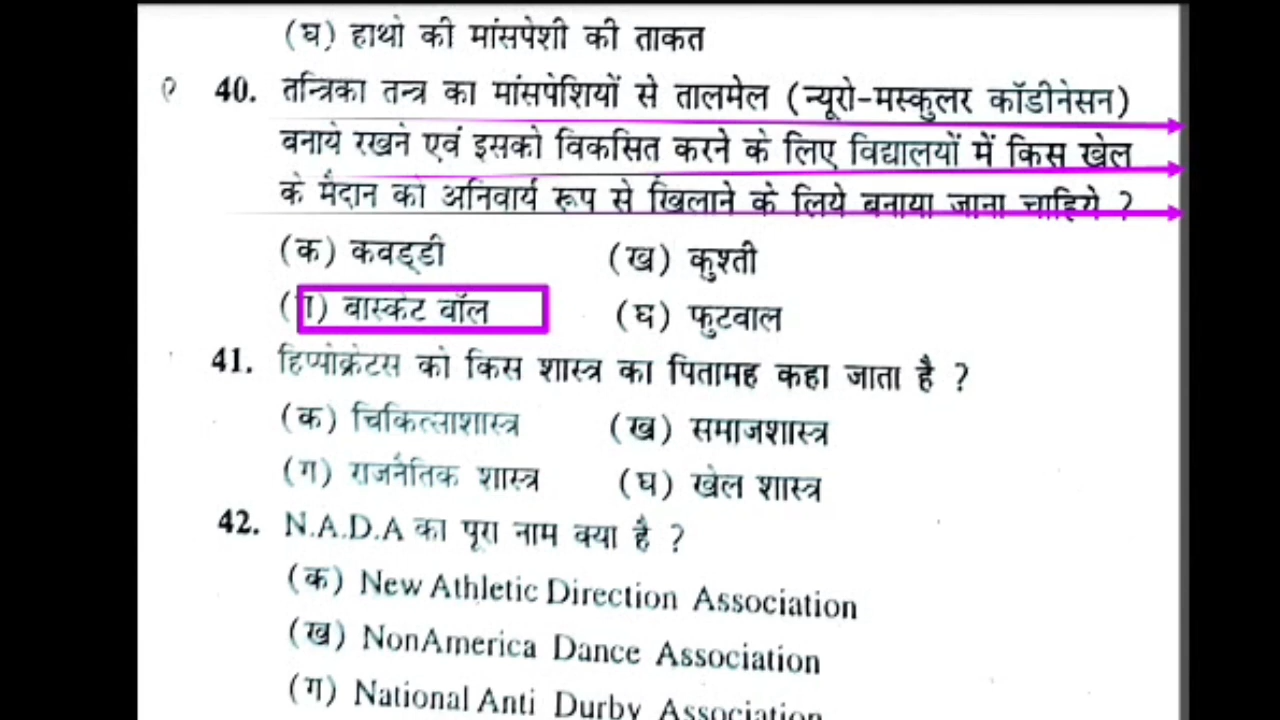 (घ) हाथो की मांसपेशी की ताकत
40. तन्त्रिका तन्त्र का मांसपेशियों से तालमेल (न्यूरो-मस्कुलर कॉडीनेसन)
बनाये रखने एवं इसको विकसित करने के लिए विद्यालयों में किस खेल
के मैदान को अनिवार्य रूप से खिलाने के लिये बनाया जाना चाहिये ?
(क) कवड्डी (ख) कुश्ती
(ग) वास्केट वॉल (घ) फुटवाल
41. हिप्पोक्रेटस को किस शास्त्र का पितामह कहा जाता है ?
(क) चिकित्साशास्त्र (ख) समाजशास्त्र
(ग) राजनैतिक शास्त्र (घ) खेल शास्त्र
42. N.A.D.A का पूरा नाम क्या है ?
(क) New Athletic Direction Association
(ख) NonAmerica Dance Association
(ग) National Anti Durby Association